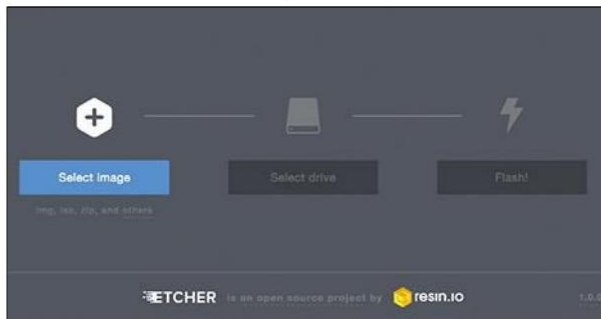 Select image
Select drive
Flash!
img, iso, zip, and others
ETCHER is an open source project by resin.io
1.0.0